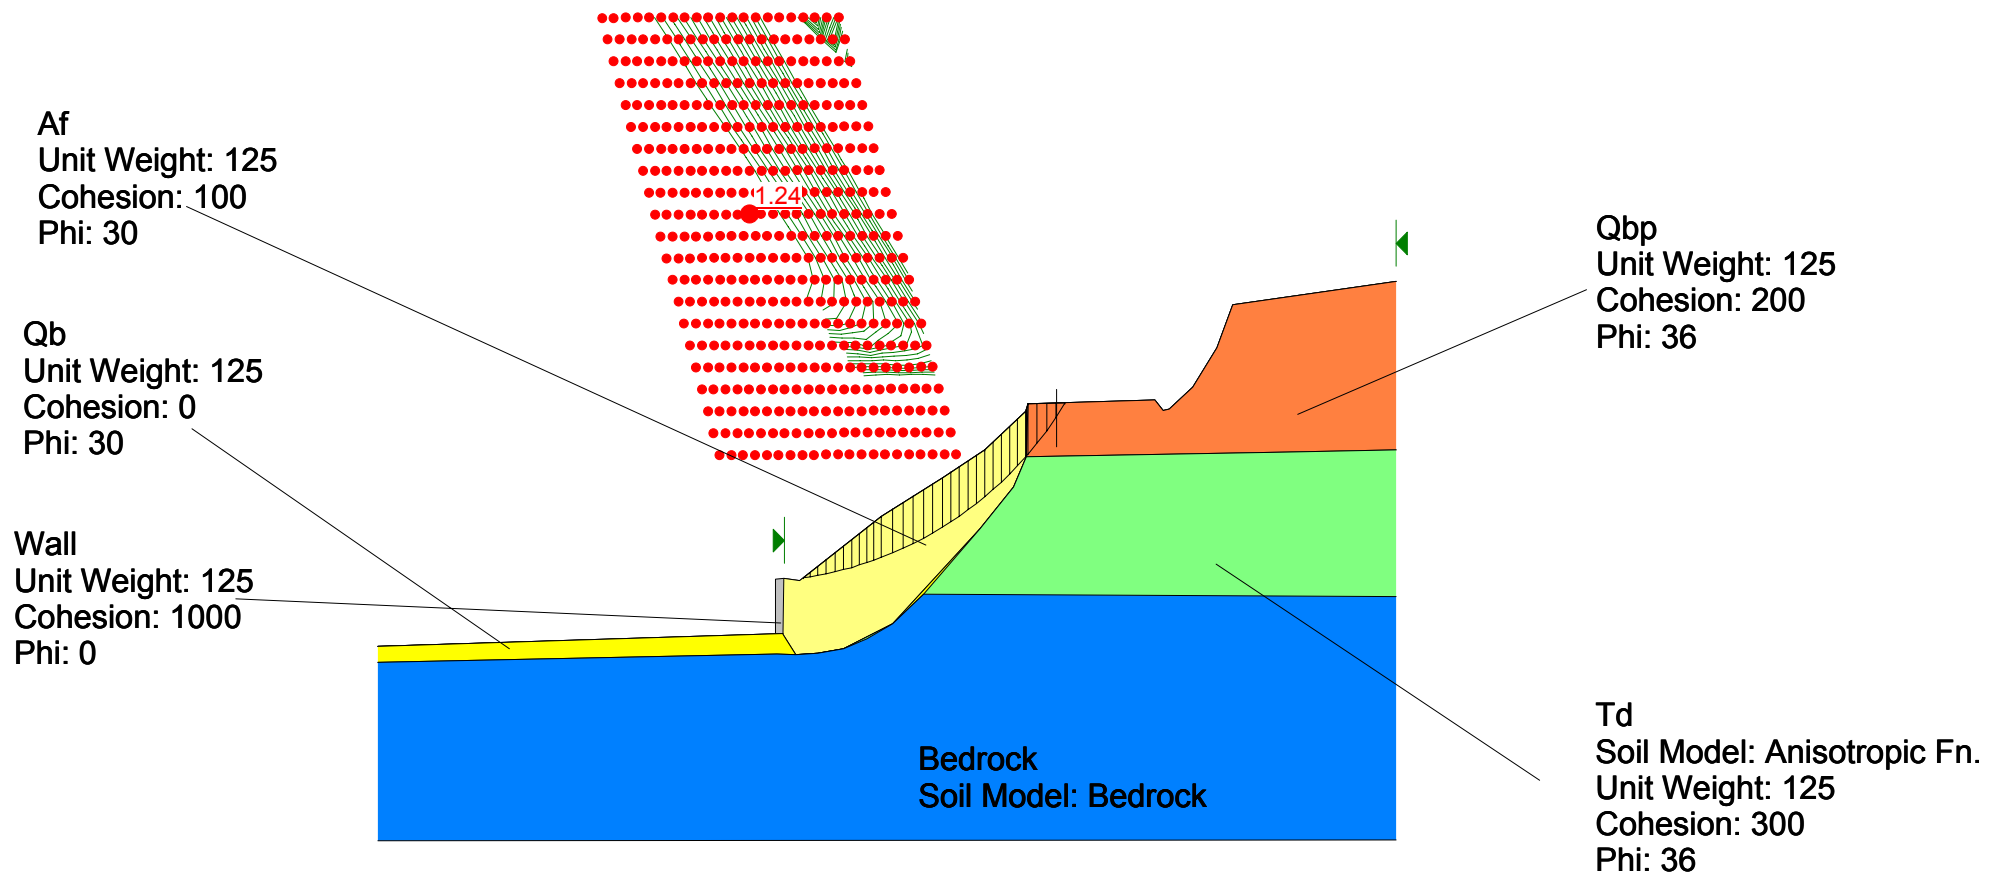 Af
Unit Weight: 125
Cohesion: 100
Phi: 30
1.24
Qbp
Unit Weight: 125
Cohesion: 200
Phi: 36
Qb
Unit Weight: 125
Cohesion: 0
Phi: 30
Wall
Unit Weight: 125
Cohesion: 1000
Phi: 0
Bedrock
Soil Model: Bedrock
Td
Soil Model: Anisotropic Fn.
Unit Weight: 125
Cohesion: 300
Phi: 36